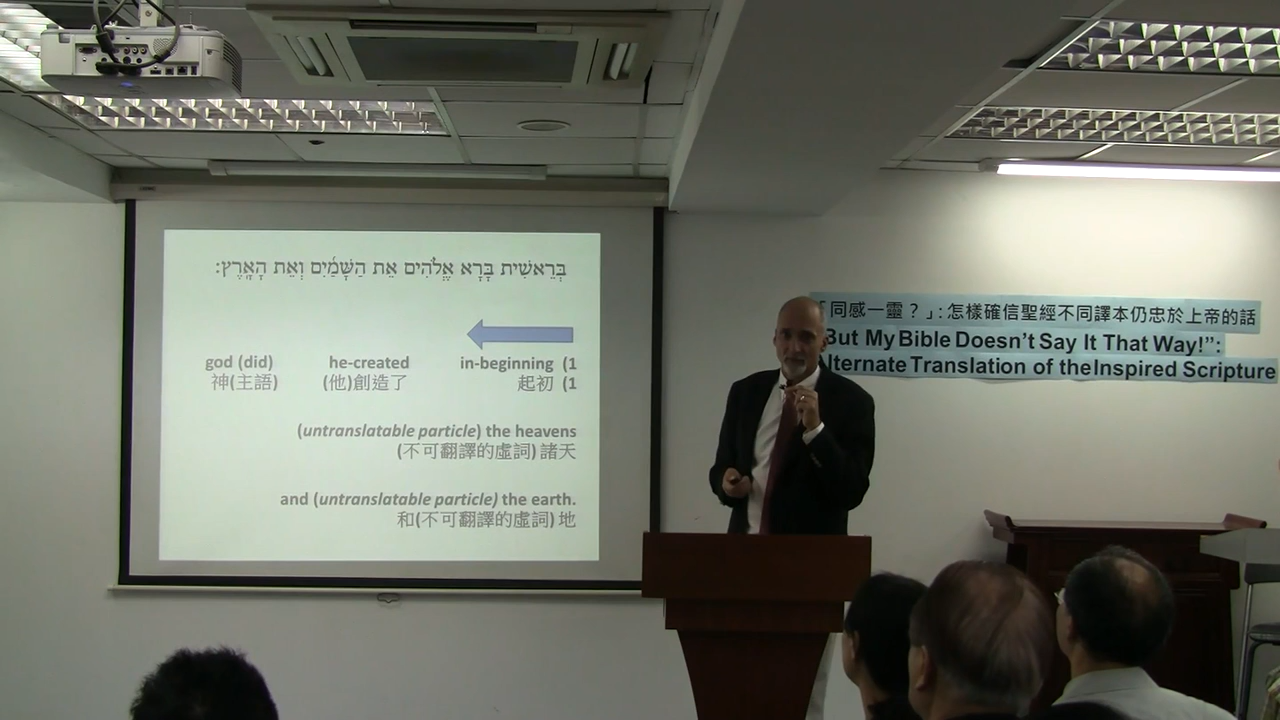 בְּרֵאשִׁית בָּרָא אֱלֹהִים אֵת הַשָּׁמַיִם וְאֵת הָאָרֶץ׃
god (did) he-created in-beginning (1
神(主語) (他)創造了 起初 (1
(untranslatable particle) the heavens
(不可翻譯的虛詞) 諸天
and (untranslatable particle) the earth.
和(不可翻譯的虛詞) 地
「同感一靈？」：怎樣確信聖經不同譯本仍忠於上帝的話
But My Bible Doesn't Say It That Way!":
lternate Translation of the Inspired Scripture